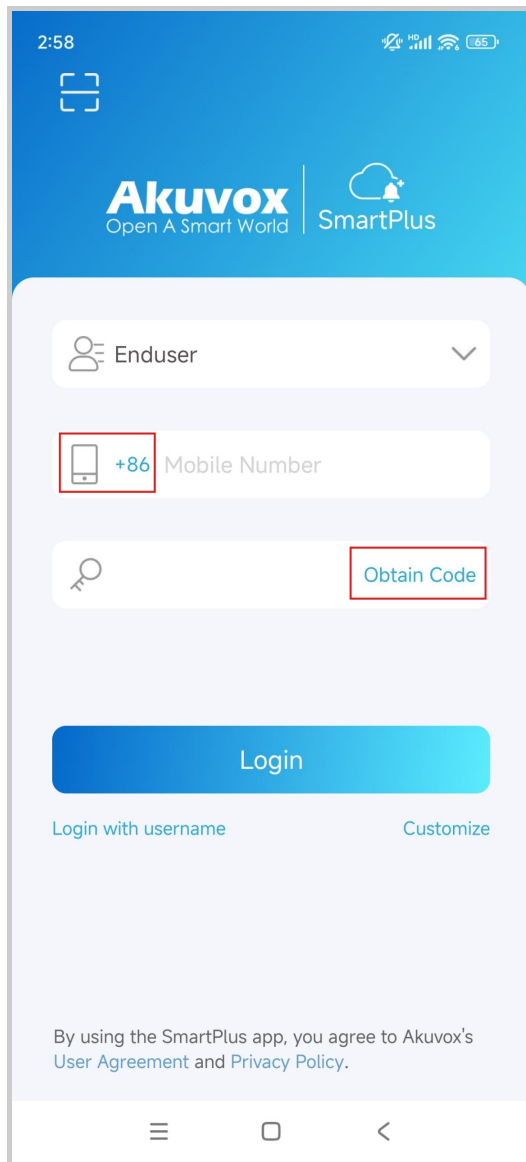 2:58
HD
65
Akuvox
Open A Smart World
SmartPlus
Enduser
+86 Mobile Number
Obtain Code
Login
Login with username
Customize
By using the SmartPlus app, you agree to Akuvox's
User Agreement and Privacy Policy.